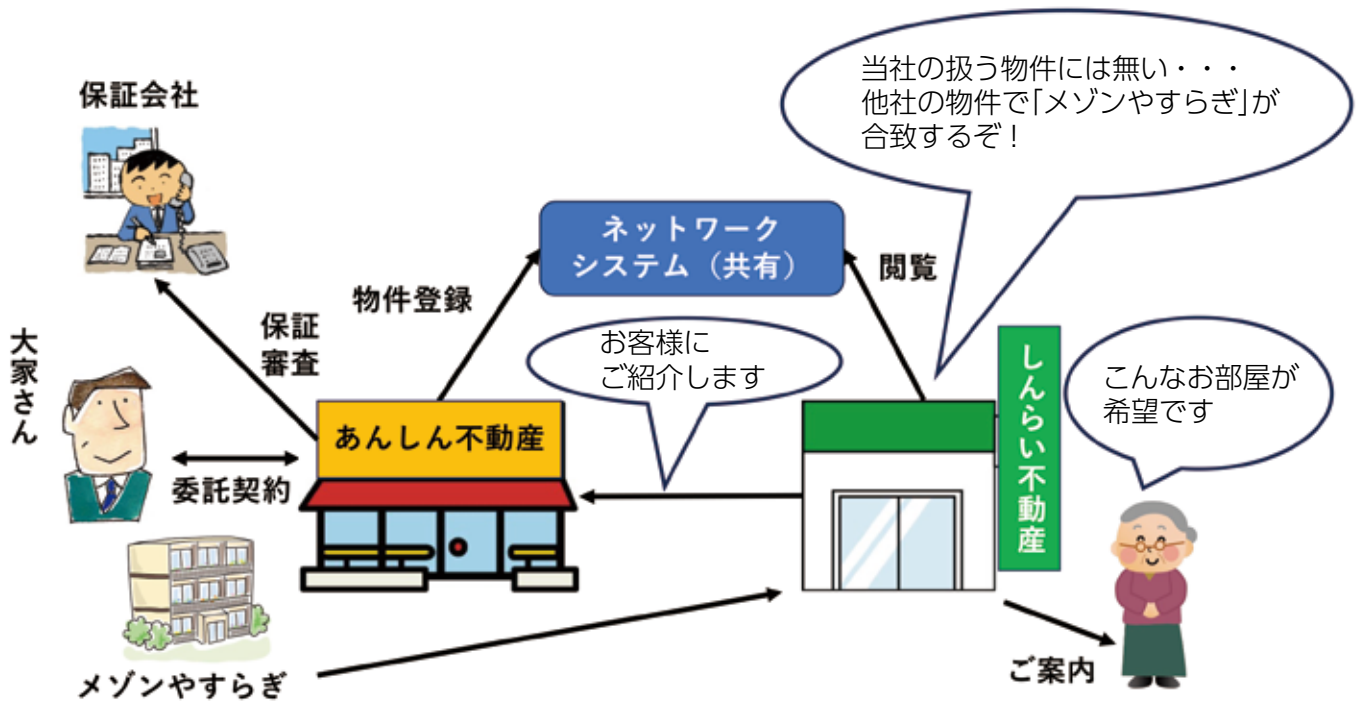 当社の扱う物件には無い・・・
他社の物件で「メゾンやすらぎ」が
合致するぞ！
保証会社
ネットワーク
システム（共有）
閲覧
物件登録
保証
審査
大家さん
お客様に
ご紹介します
しんらい不動産
こんなお部屋が
希望です
あんしん不動産
委託契約
メゾンやすらぎ
ご案内